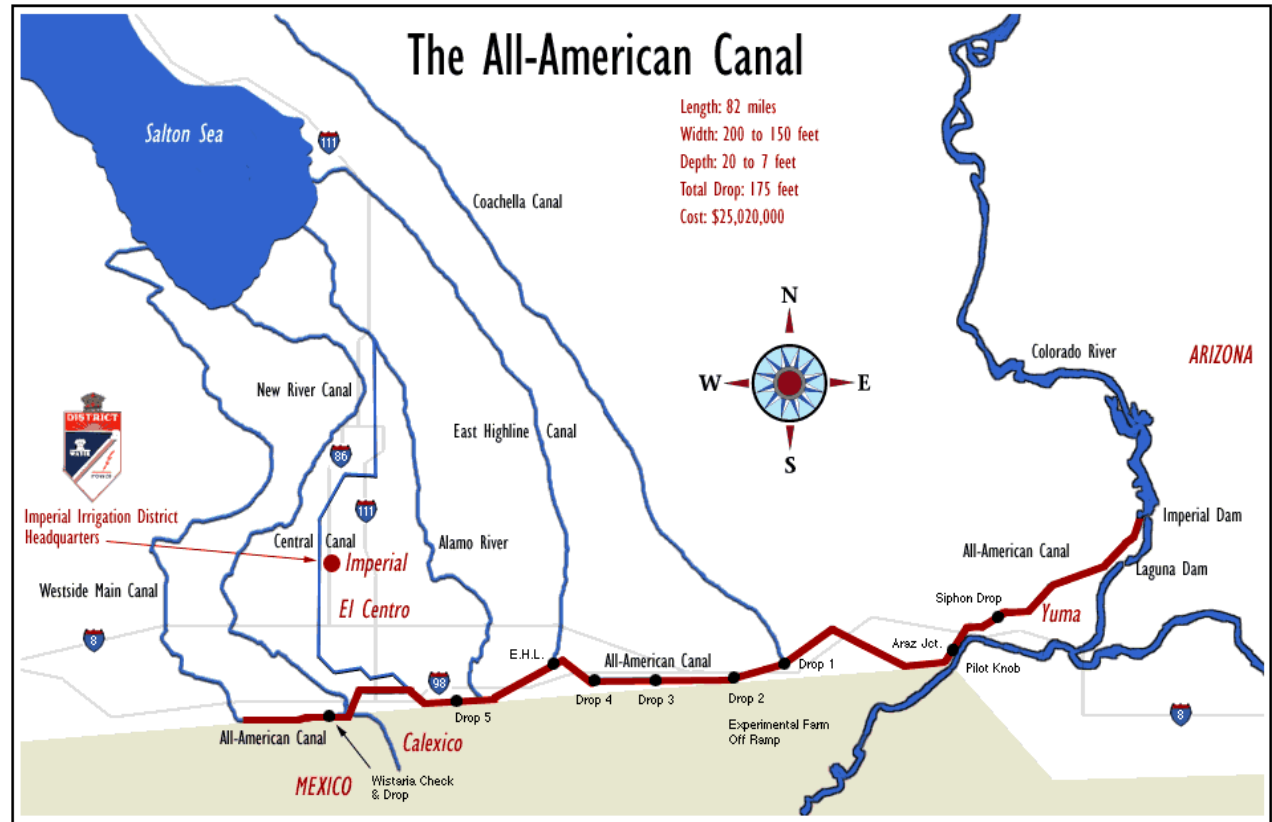 The All-American Canal
Length: 82 miles
Width: 200 to 150 feet
Depth: 20 to 7 feet
Total Drop: 175 feet
Cost: $25,020,000
Salton Sea
111
Coachella Canal
N
W
E
S
Colorado River
ARIZONA
New River Canal
DISTRICT
WATER
POWER
East Highline Canal
86
111
Imperial Irrigation District
Headquarters
Central Canal
Imperial
Alamo River
Imperial Dam
All-American Canal
Laguna Dam
Westside Main Canal
El Centro
Siphon Drop
Yuma
8
E.H.L.
All-American Canal
Araz Jct.
Pilot Knob
Drop 1
98
Drop 5
Drop 4
Drop 3
Drop 2
8
Experimental Farm
Off Ramp
All-American Canal
Calexico
MEXICO
Wistaria Check
& Drop